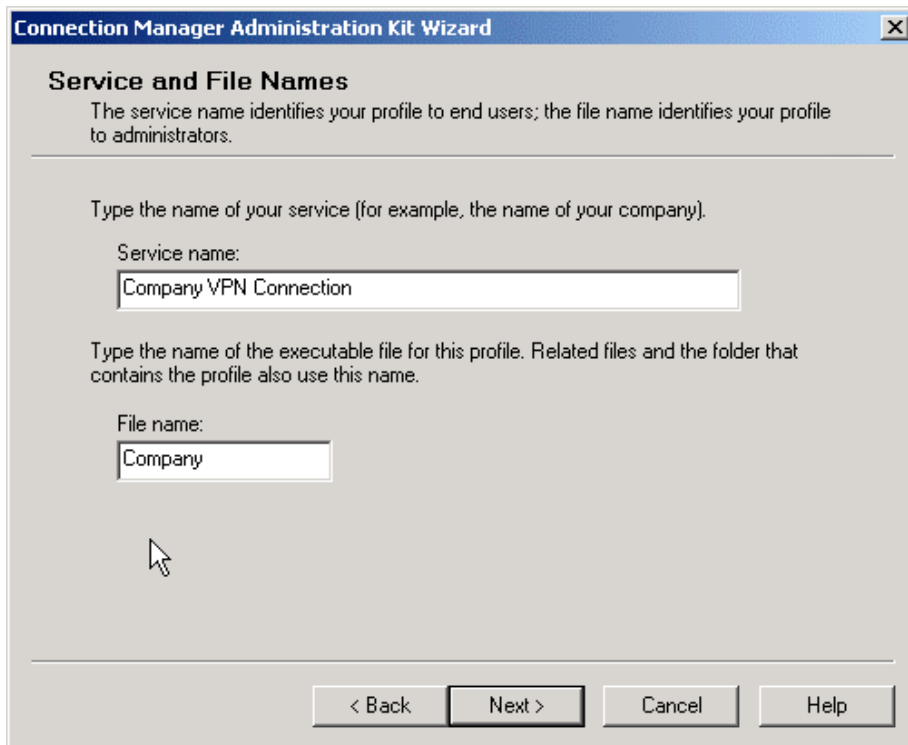 Connection Manager Administration Kit Wizard
Service and File Names
The service name identifies your profile to end users; the file name identifies your profile
to administrators.
Type the name of your service (for example, the name of your company).
Service name:
Company VPN Connection
Type the name of the executable file for this profile. Related files and the folder that
contains the profile also use this name.
File name:
Company
< Back Next > Cancel Help